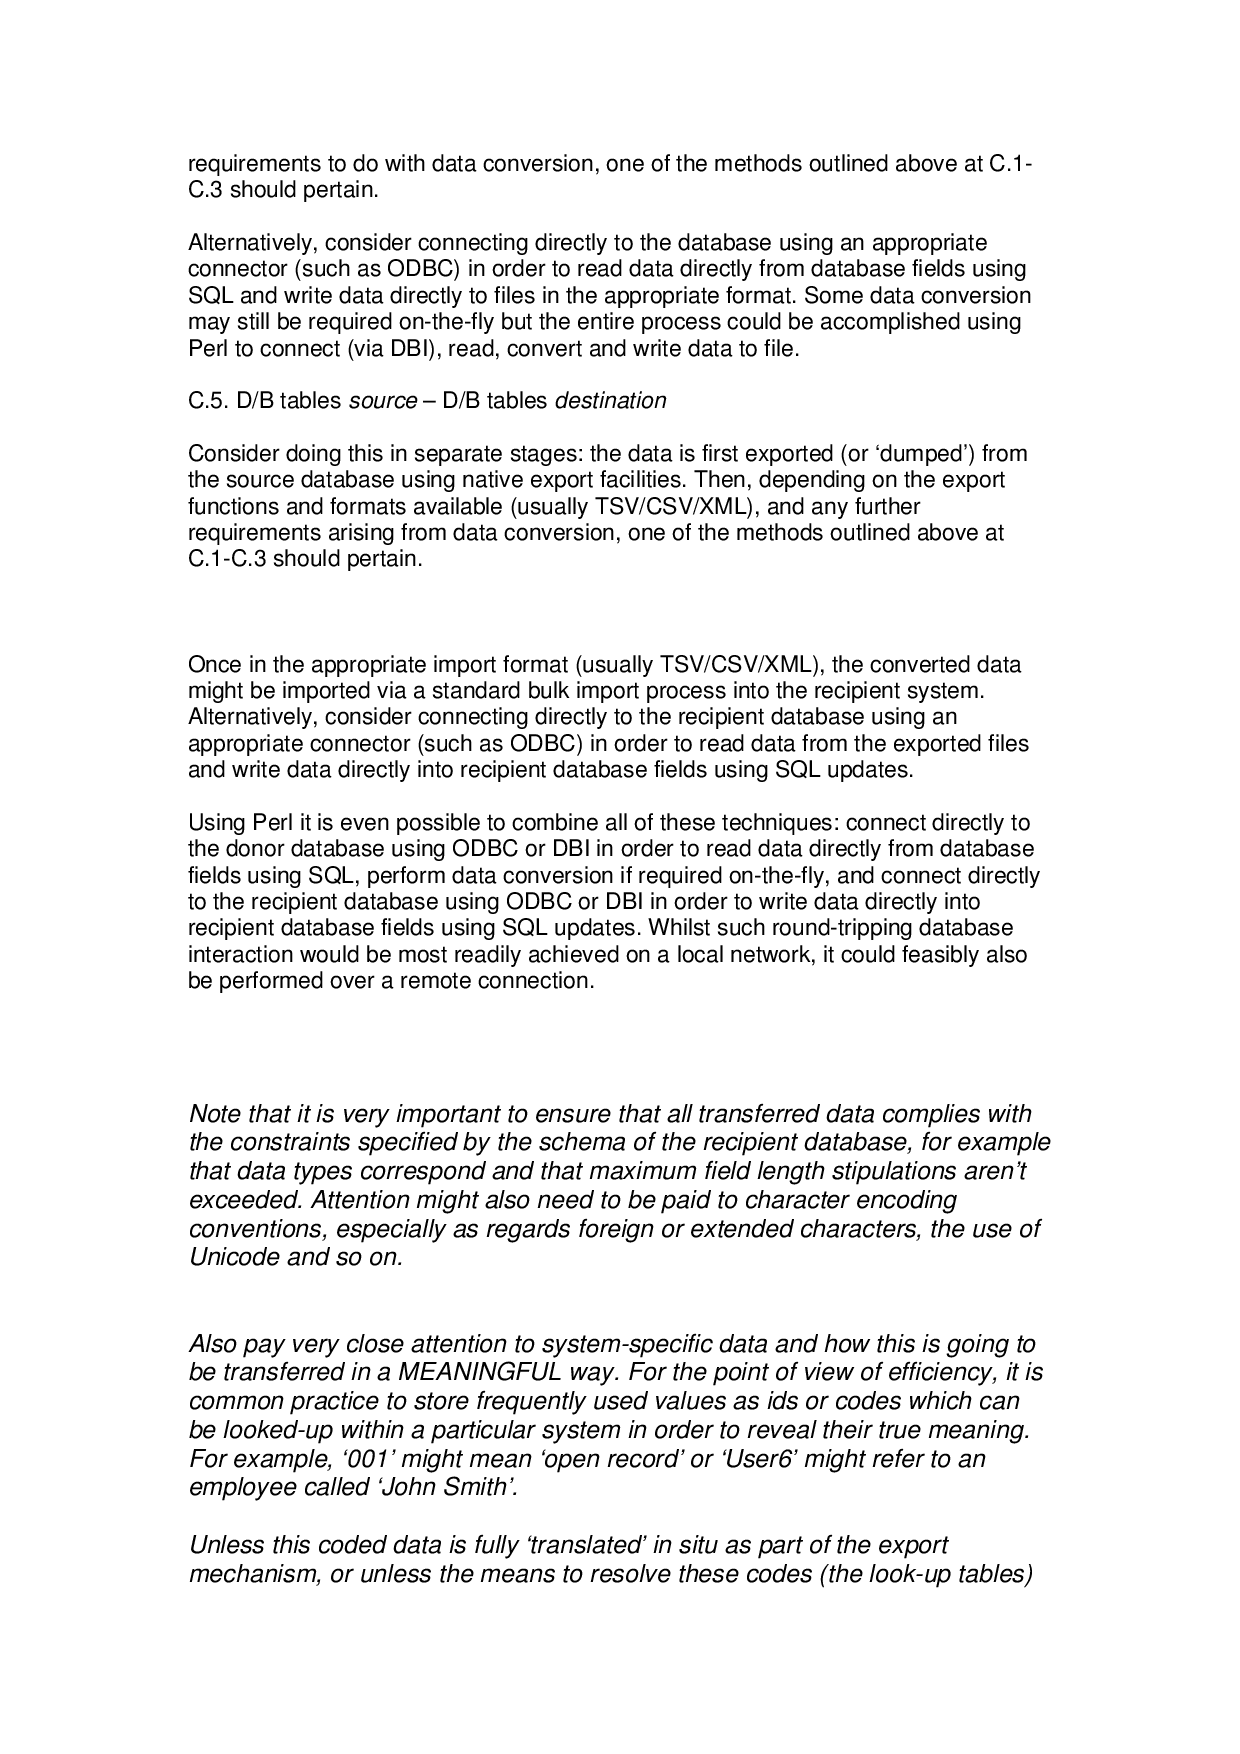 requirements to do with data conversion, one of the methods outlined above at C.1-
C.3 should pertain.
Alternatively, consider connecting directly to the database using an appropriate
connector (such as ODBC) in order to read data directly from database fields using
SQL and write data directly to files in the appropriate format. Some data conversion
may still be required on-the-fly but the entire process could be accomplished using
Perl to connect (via DBI), read, convert and write data to file.
C.5. D/B tables source – D/B tables destination
Consider doing this in separate stages: the data is first exported (or ‘dumped’) from
the source database using native export facilities. Then, depending on the export
functions and formats available (usually TSV/CSV/XML), and any further
requirements arising from data conversion, one of the methods outlined above at
C.1-C.3 should pertain.
Once in the appropriate import format (usually TSV/CSV/XML), the converted data
might be imported via a standard bulk import process into the recipient system.
Alternatively, consider connecting directly to the recipient database using an
appropriate connector (such as ODBC) in order to read data from the exported files
and write data directly into recipient database fields using SQL updates.
Using Perl it is even possible to combine all of these techniques: connect directly to
the donor database using ODBC or DBI in order to read data directly from database
fields using SQL, perform data conversion if required on-the-fly, and connect directly
to the recipient database using ODBC or DBI in order to write data directly into
recipient database fields using SQL updates. Whilst such round-tripping database
interaction would be most readily achieved on a local network, it could feasibly also
be performed over a remote connection.
Note that it is very important to ensure that all transferred data complies with
the constraints specified by the schema of the recipient database, for example
that data types correspond and that maximum field length stipulations aren’t
exceeded. Attention might also need to be paid to character encoding
conventions, especially as regards foreign or extended characters, the use of
Unicode and so on.
Also pay very close attention to system-specific data and how this is going to
be transferred in a MEANINGFUL way. For the point of view of efficiency, it is
common practice to store frequently used values as ids or codes which can
be looked-up within a particular system in order to reveal their true meaning.
For example, ‘001’ might mean ‘open record’ or ‘User6’ might refer to an
employee called ‘John Smith’.
Unless this coded data is fully ‘translated’ in situ as part of the export
mechanism, or unless the means to resolve these codes (the look-up tables)